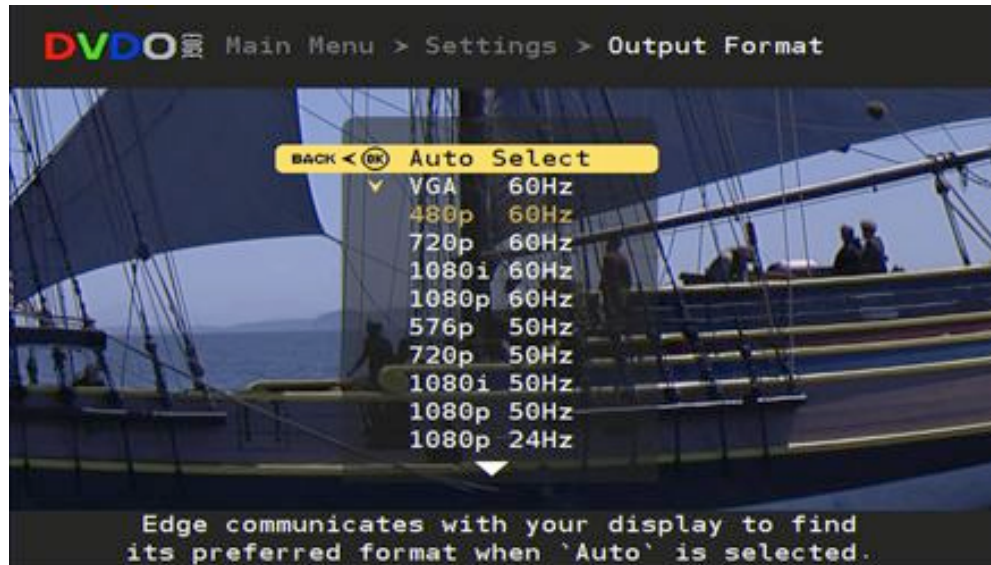 DVDO EDGE Main Menu > Settings > Output Format
BACK < OK Auto Select
VGA 60Hz
480p 60Hz
720p 60Hz
1080i 60Hz
1080p 60Hz
576p 50Hz
720p 50Hz
1080i 50Hz
1080p 50Hz
1080p 24Hz
Edge communicates with your display to find
its preferred format when `Auto` is selected.